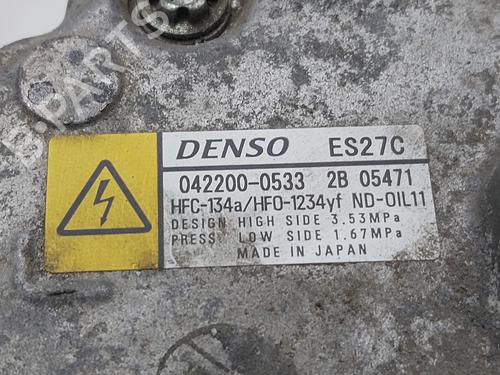 B-PARTS
DENSO ES27C
042200-0533 2B 05471
HFC-134a/HFO-1234yf ND-OIL11
DESIGN HIGH SIDE 3.53MPa
PRESS. LOW SIDE 1.67MPa
MADE IN JAPAN